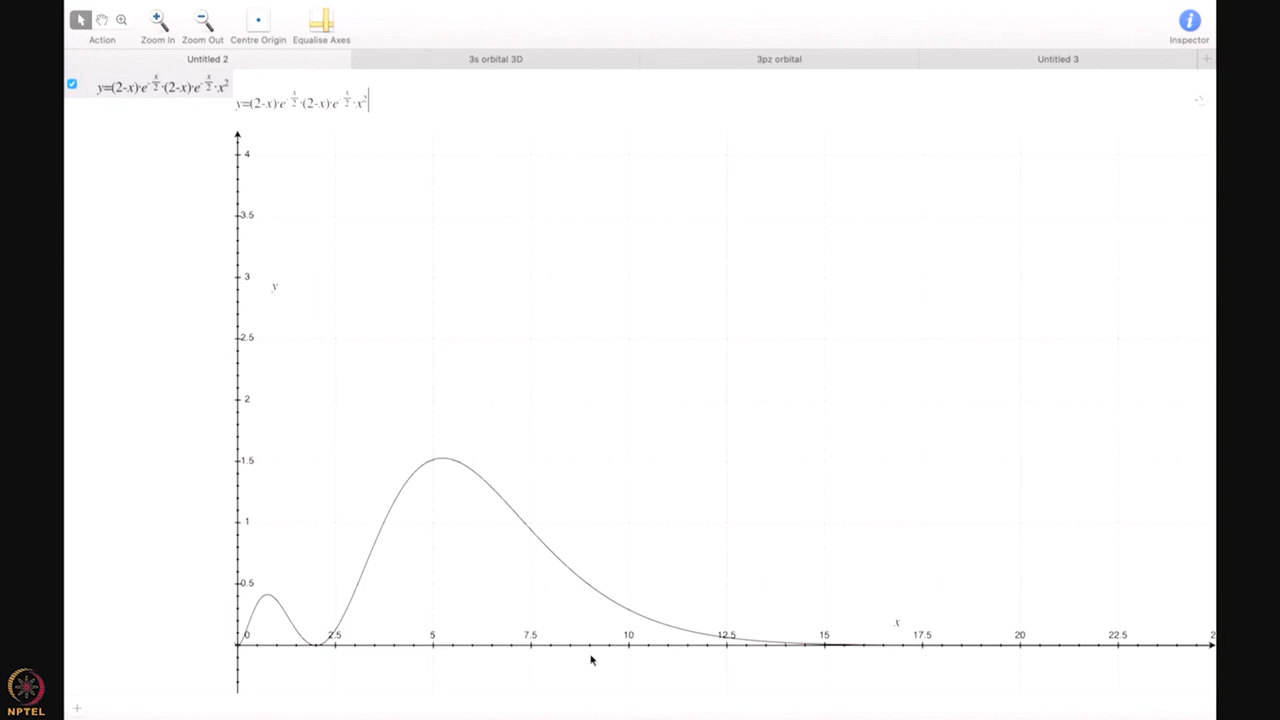 Action
Zoom In
Zoom Out
Centre Origin
Equalise Axes
Inspector
Untitled 2
3s orbital 3D
3pz orbital
Untitled 3
+
y=(2-x)·e^{-x/2}·(2-x)·e^{-x/2}·x²
y=(2-x)·e^{-x/2}·(2-x)·e^{-x/2}·x²
4
3.5
3
y
2.5
2
1.5
1
0.5
x
0 2.5 5 7.5 10 12.5 15 17.5 20 22.5 2
NPTEL
+